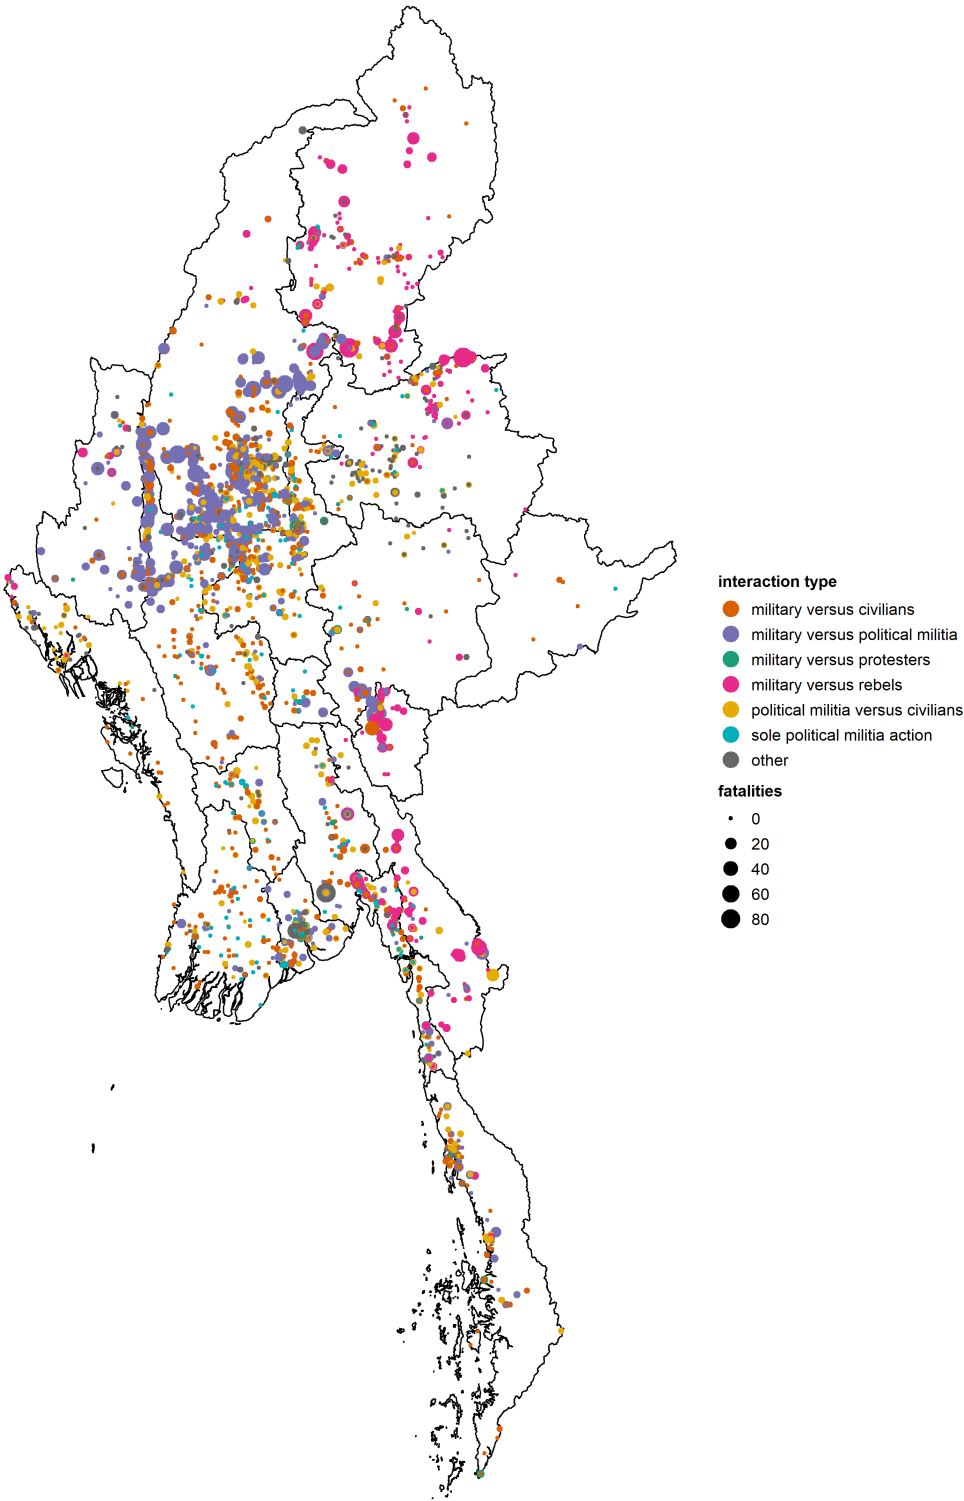 interaction type
military versus civilians
military versus political militia
military versus protesters
military versus rebels
political militia versus civilians
sole political militia action
other
fatalities
0
20
40
60
80